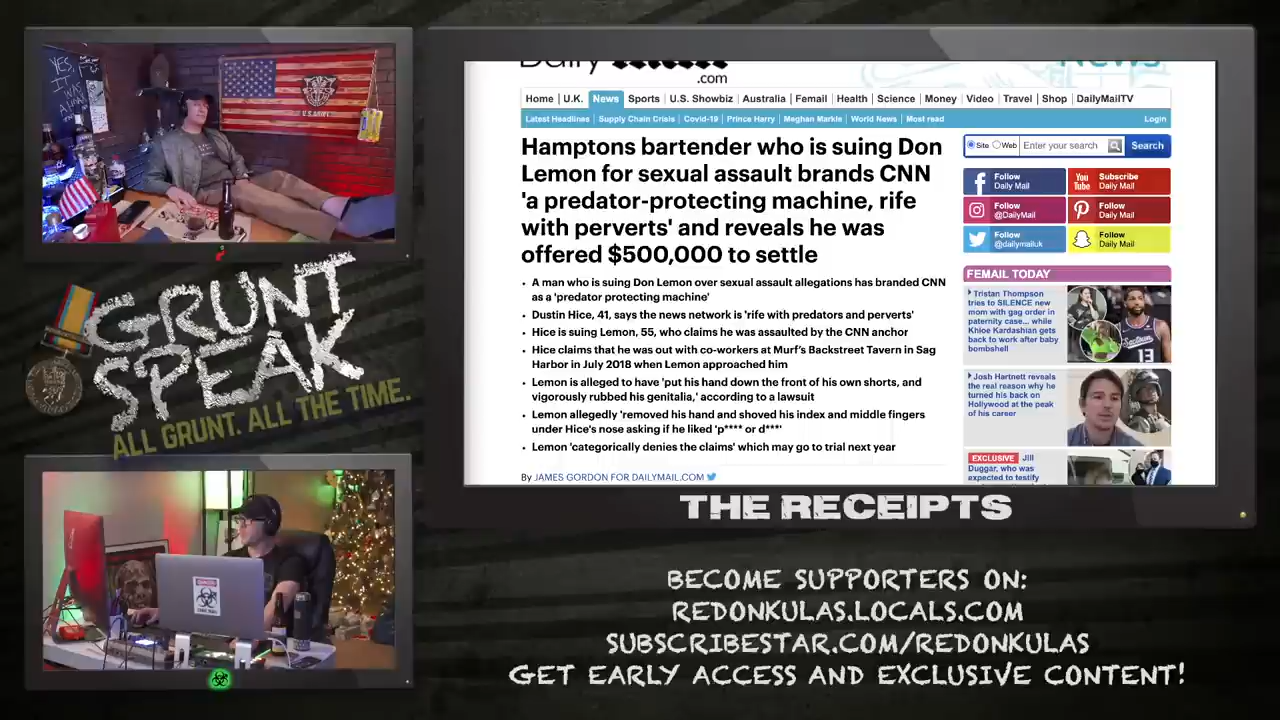 YES,
IT
WAS
U.S. ARMY
GRUNT
SPEAK
ALL GRUNT. ALL THE TIME.
Daily
.com
News
Home | U.K. | News | Sports | U.S. Showbiz | Australia | Femail | Health | Science | Money | Video | Travel | Shop | DailyMailTV
Latest Headlines | Supply Chain Crisis | Covid-19 | Prince Harry | Meghan Markle | World News | Most read
Login
Hamptons bartender who is suing Don
Lemon for sexual assault brands CNN
'a predator-protecting machine, rife
with perverts' and reveals he was
offered $500,000 to settle
• A man who is suing Don Lemon over sexual assault allegations has branded CNN
as a 'predator protecting machine'
• Dustin Hice, 41, says the news network is 'rife with predators and perverts'
• Hice is suing Lemon, 55, who claims he was assaulted by the CNN anchor
• Hice claims that he was out with co-workers at Murf's Backstreet Tavern in Sag
Harbor in July 2018 when Lemon approached him
• Lemon is alleged to have 'put his hand down the front of his own shorts, and
vigorously rubbed his genitalia,' according to a lawsuit
• Lemon allegedly 'removed his hand and shoved his index and middle fingers
under Hice's nose asking if he liked 'p**** or d***'
• Lemon 'categorically denies the claims' which may go to trial next year
By JAMES GORDON FOR DAILYMAIL.COM
Site Web Enter your search Search
Follow
Daily Mail
Subscribe
Daily Mail
Follow
@DailyMail
Follow
Daily Mail
Follow
@dailymailuk
Follow
Daily Mail
FEMAIL TODAY
Tristan Thompson
tries to SILENCE new
mom with gag order in
paternity case... while
Khloe Kardashian gets
back to work after baby
bombshell
13
Josh Hartnett reveals
the real reason why he
turned his back on
Hollywood at the peak
of his career
EXCLUSIVE Jill
Duggar, who was
expected to testify
THE RECEIPTS
BECOME SUPPORTERS ON:
REDONKULAS.LOCALS.COM
SUBSCRIBESTAR.COM/REDONKULAS
GET EARLY ACCESS AND EXCLUSIVE CONTENT!